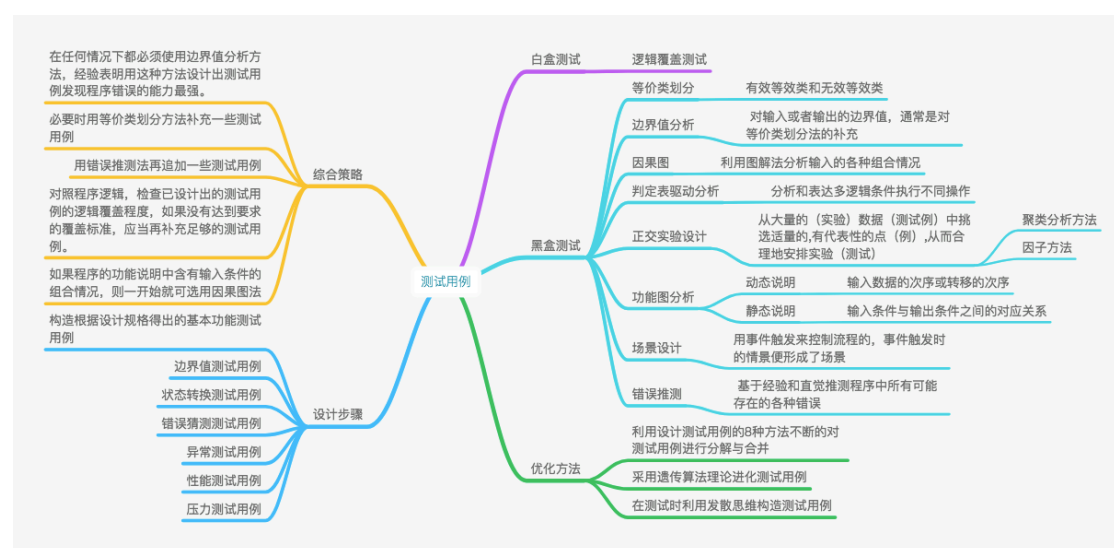 测试用例
白盒测试
逻辑覆盖测试
黑盒测试
等价类划分
有效等效类和无效等效类
边界值分析
对输入或者输出的边界值，通常是对
等价类划分法的补充
因果图
利用图解法分析输入的各种组合情况
判定表驱动分析
分析和表达多逻辑条件执行不同操作
正交实验设计
从大量的（实验）数据（测试例）中挑
选适量的,有代表性的点（例）,从而合
理地安排实验（测试）
聚类分析方法
因子方法
功能图分析
动态说明
输入数据的次序或转移的次序
静态说明
输入条件与输出条件之间的对应关系
场景设计
用事件触发来控制流程的，事件触发时
的情景便形成了场景
错误推测
基于经验和直觉推测程序中所有可能
存在的各种错误
优化方法
利用设计测试用例的8种方法不断的对
测试用例进行分解与合并
采用遗传算法理论进化测试用例
在测试时利用发散思维构造测试用例
综合策略
在任何情况下都必须使用边界值分析方
法，经验表明用这种方法设计出测试用
例发现程序错误的能力最强。
必要时用等价类划分方法补充一些测试
用例
用错误推测法再追加一些测试用例
对照程序逻辑，检查已设计出的测试用
例的逻辑覆盖程度，如果没有达到要求
的覆盖标准，应当再补充足够的测试用
例。
如果程序的功能说明中含有输入条件的
组合情况，则一开始就可选用因果图法
设计步骤
构造根据设计规格得出的基本功能测试
用例
边界值测试用例
状态转换测试用例
错误猜测测试用例
异常测试用例
性能测试用例
压力测试用例